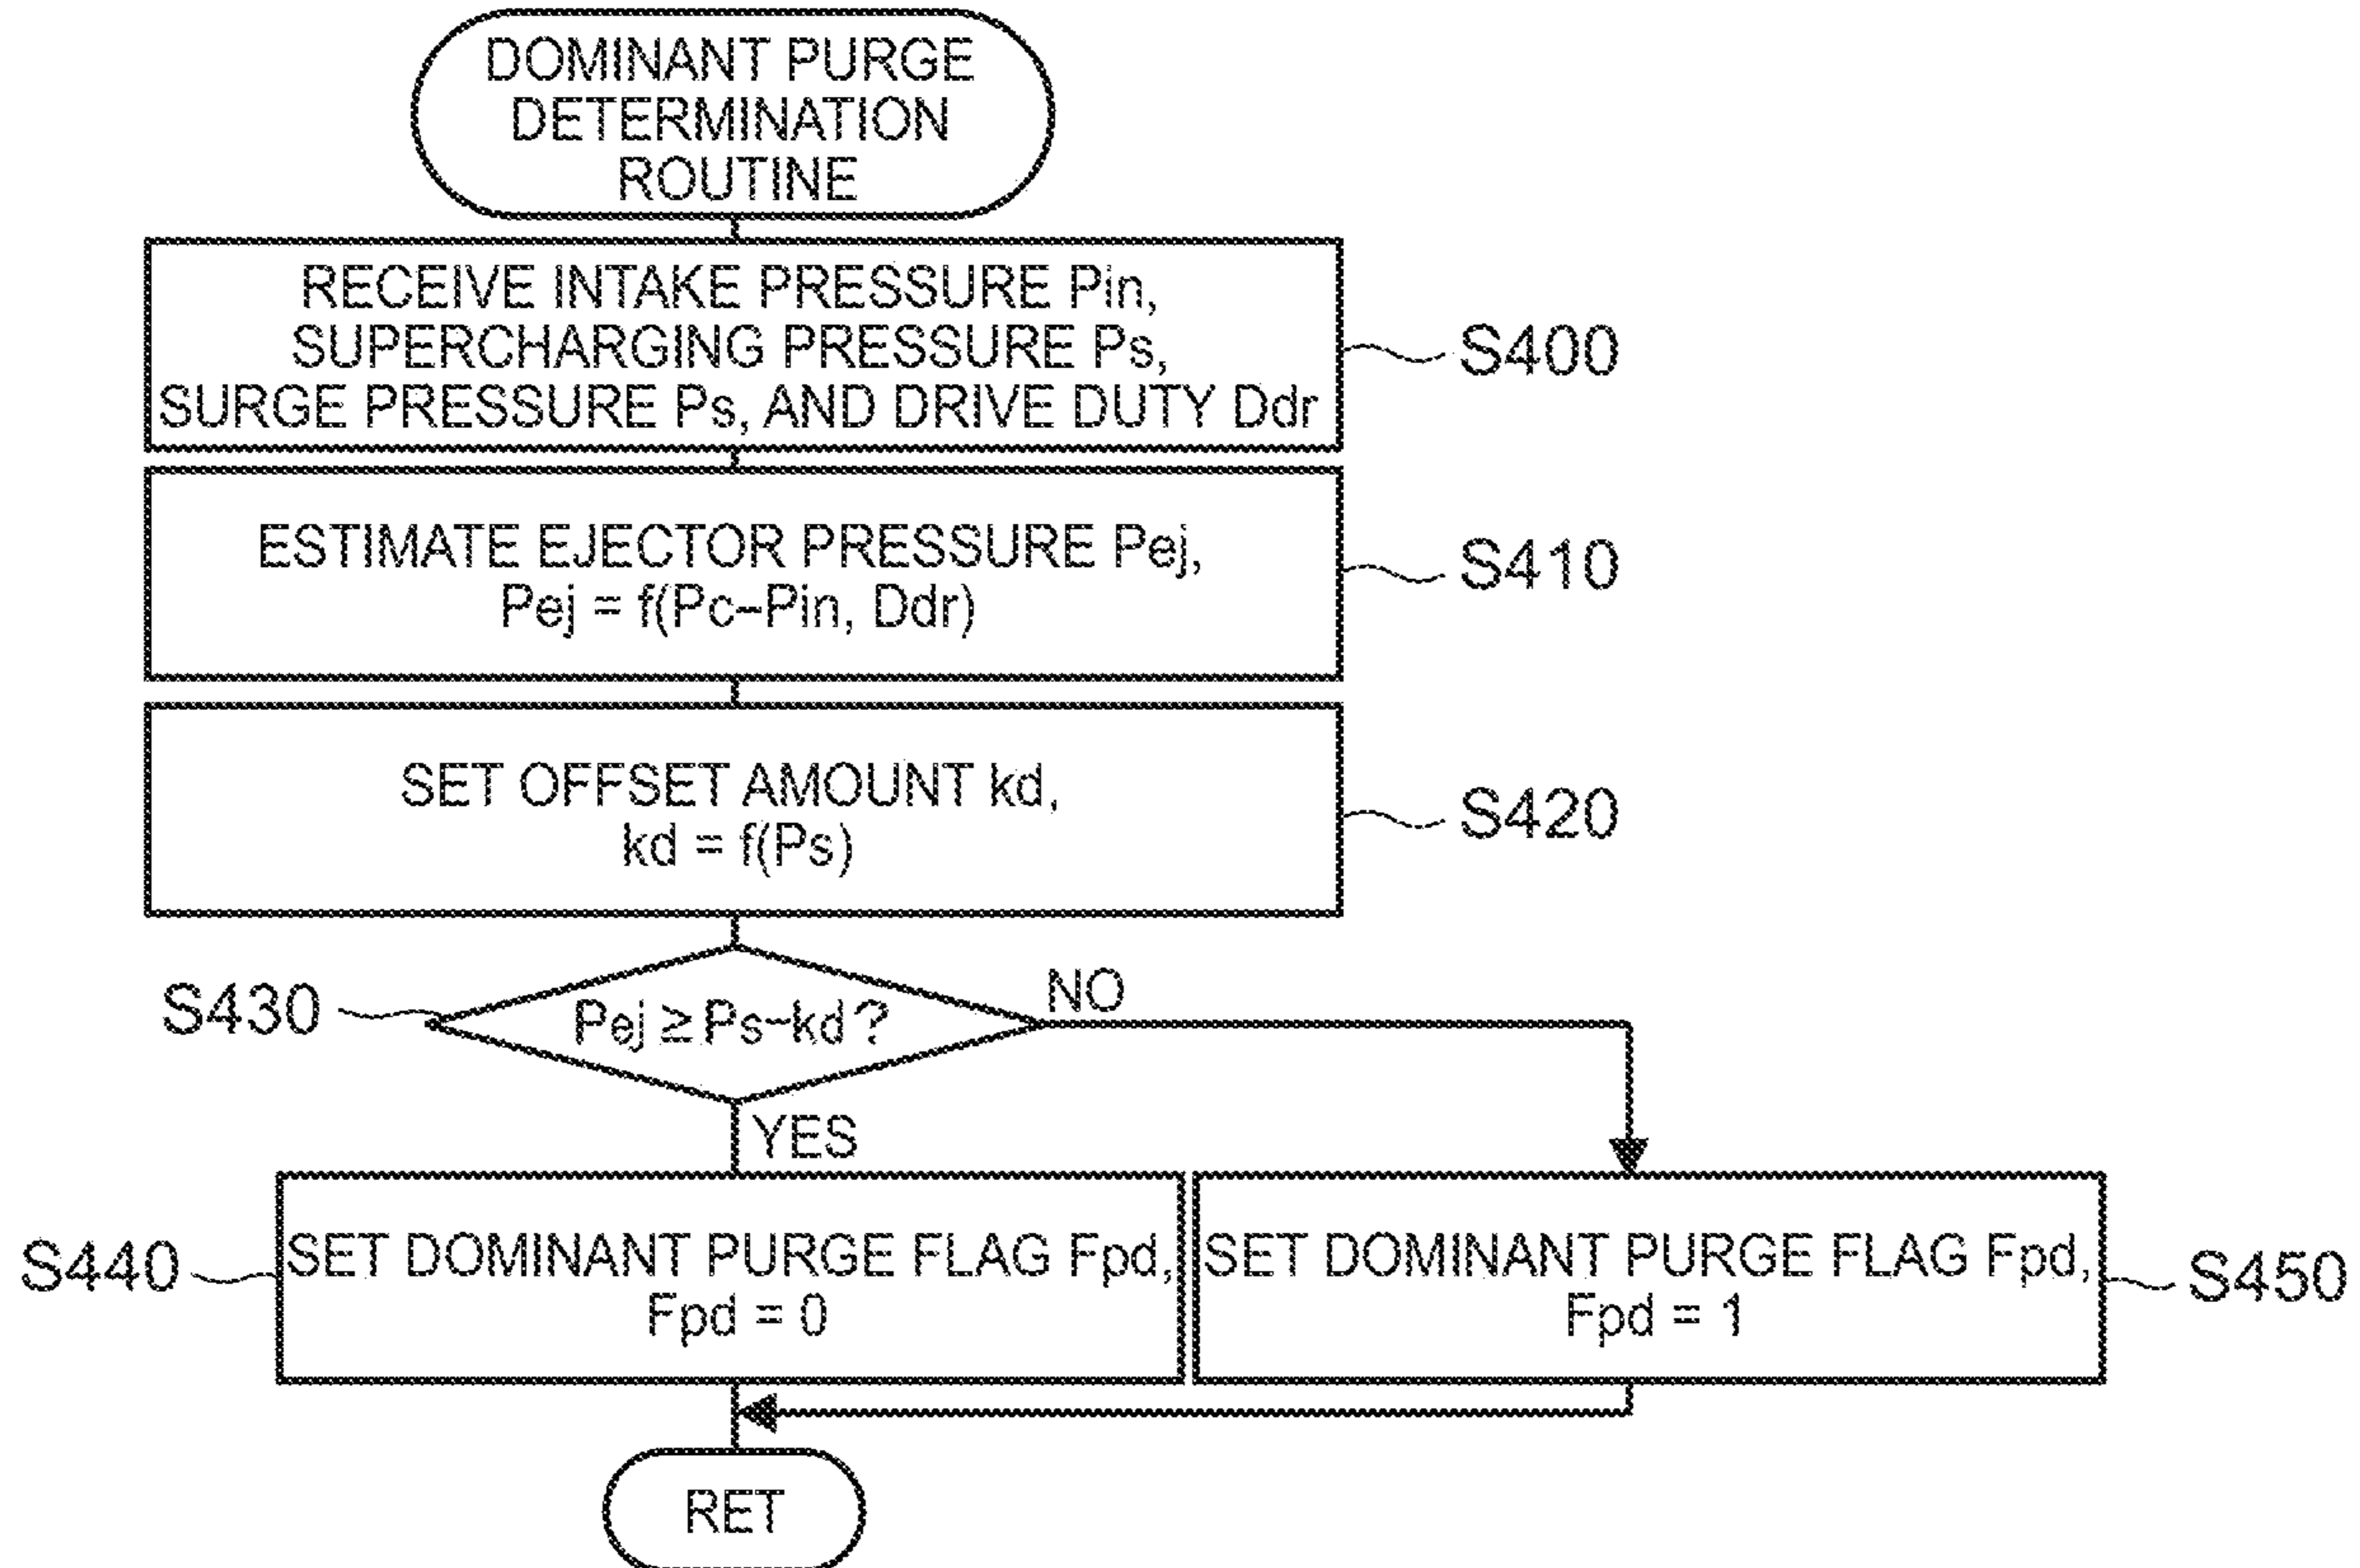 DOMINANT PURGE
DETERMINATION
ROUTINE
RECEIVE INTAKE PRESSURE Pin,
SUPERCHARGING PRESSURE Ps,
SURGE PRESSURE Ps, AND DRIVE DUTY Ddr
S400
ESTIMATE EJECTOR PRESSURE Pej,
Pej = f(Pc-Pin, Ddr)
S410
SET OFFSET AMOUNT kd,
kd = f(Ps)
S420
S430
Pej ≥ Ps-kd ?
NO
YES
S440
SET DOMINANT PURGE FLAG Fpd,
Fpd = 0
SET DOMINANT PURGE FLAG Fpd,
Fpd = 1
S450
RET